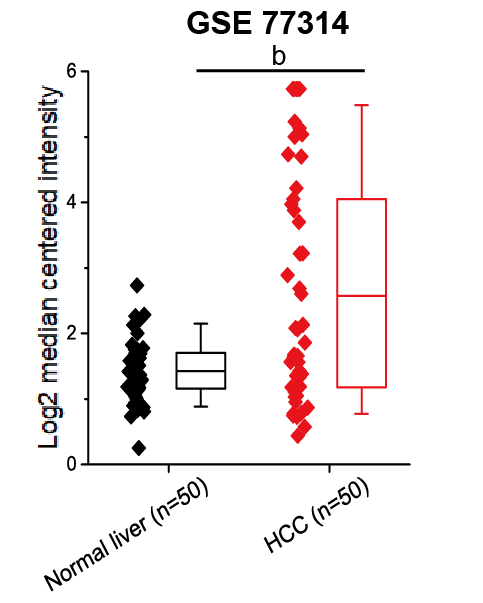 GSE 77314
b
Log2 median centered intensity
6
4
2
0
Normal liver (n=50)
HCC (n=50)